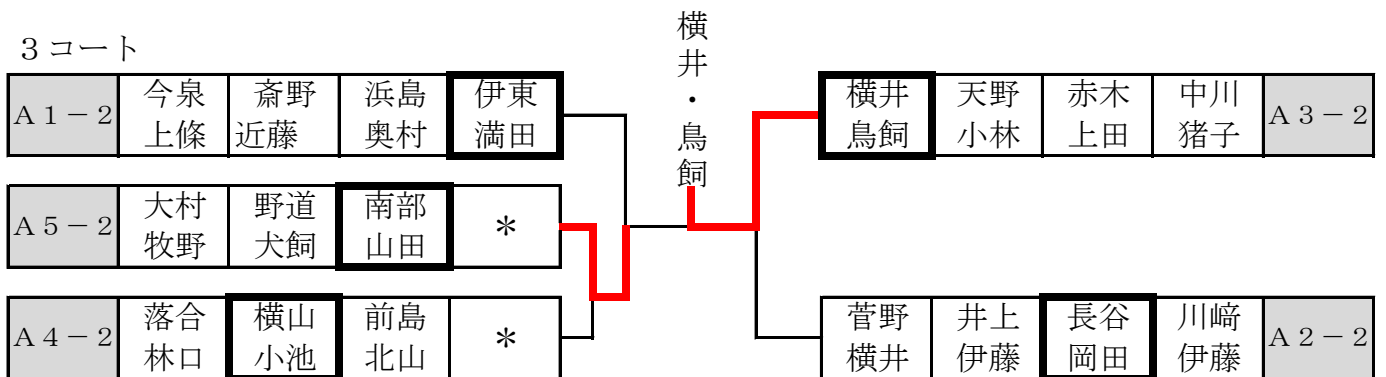 3コート
横井・鳥飼
A1-2 今泉 斎野 浜島 伊東
上條 近藤 奥村 満田
横井 天野 赤木 中川 A3-2
鳥飼 小林 上田 猪子
A5-2 大村 野道 南部 *
牧野 犬飼 山田
A4-2 落合 横山 前島 *
林口 小池 北山
菅野 井上 長谷 川﨑 A2-2
横井 伊藤 岡田 伊藤